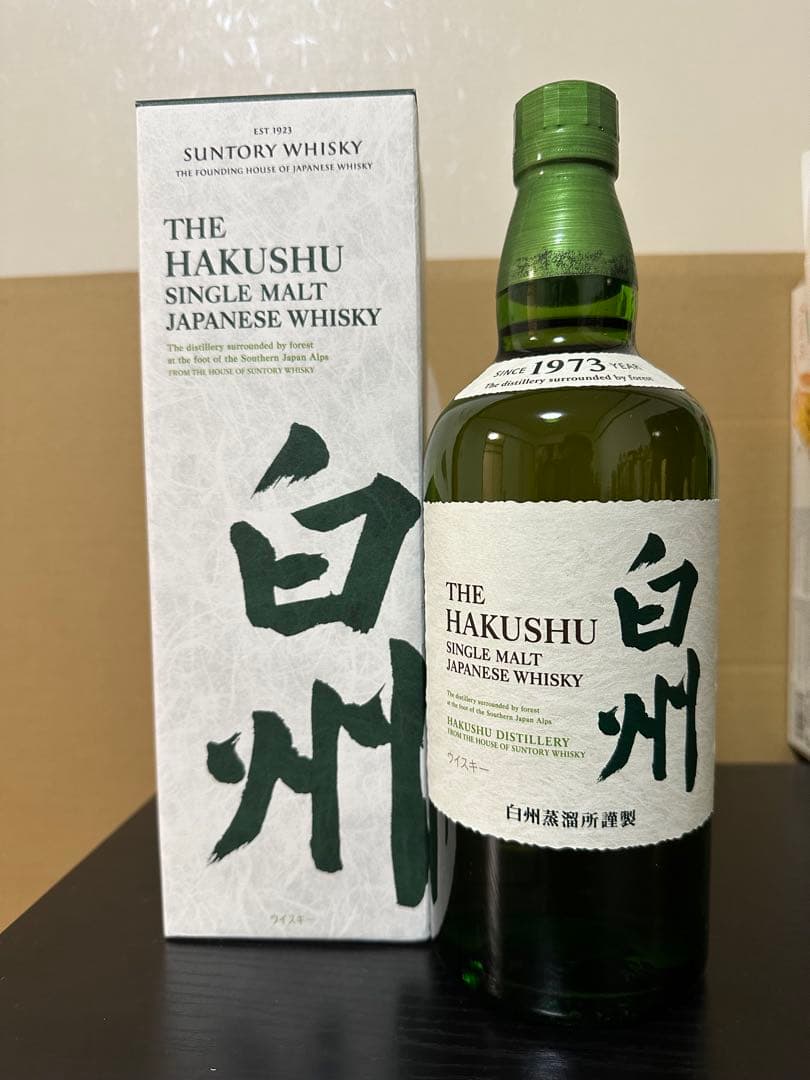 EST 1923
SUNTORY WHISKY
THE FOUNDING HOUSE OF JAPANESE WHISKY
THE
HAKUSHU
SINGLE MALT
JAPANESE WHISKY
The distillery surrounded by forest
at the foot of the Southern Japan Alps
FROM THE HOUSE OF SUNTORY WHISKY
白州
ウイスキー
SINCE 1973 YEAR
The distillery surrounded by forest
THE
HAKUSHU
SINGLE MALT
JAPANESE WHISKY
The distillery surrounded by forest
at the foot of the Southern Japan Alps
HAKUSHU DISTILLERY
FROM THE HOUSE OF SUNTORY WHISKY
ウイスキー
白州
白州蒸溜所謹製